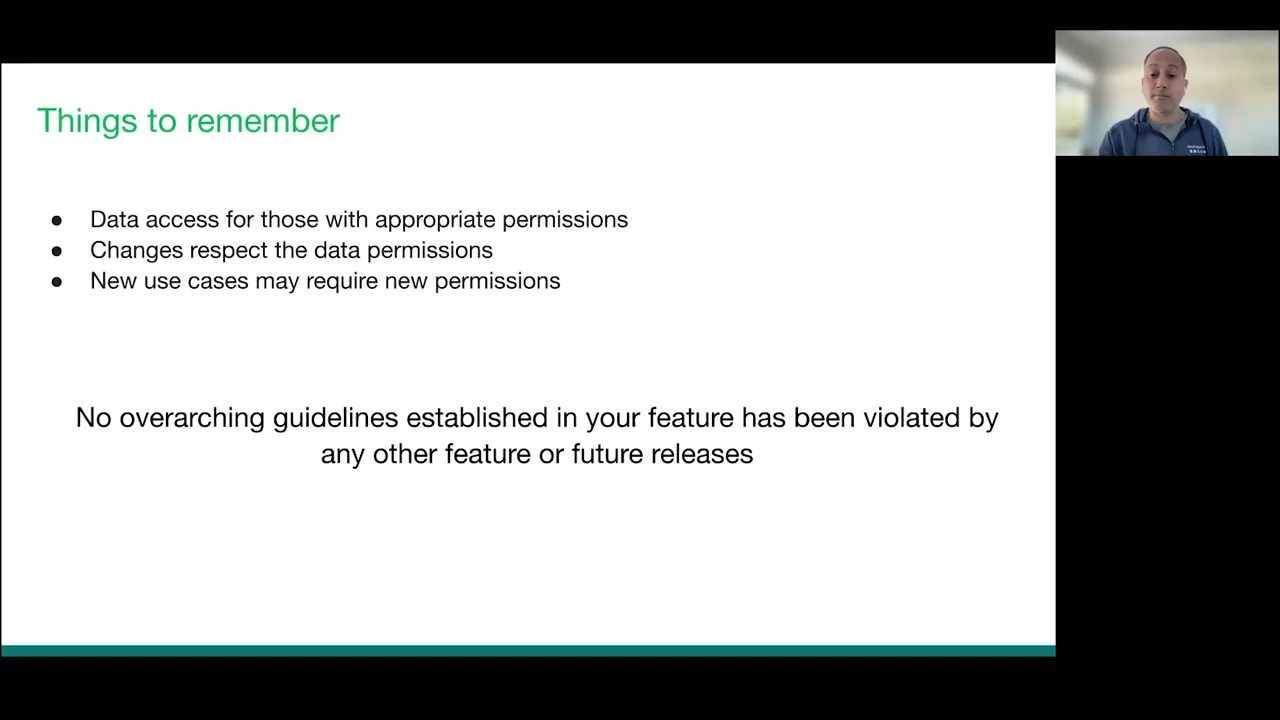 Things to remember
● Data access for those with appropriate permissions
● Changes respect the data permissions
● New use cases may require new permissions
No overarching guidelines established in your feature has been violated by
any other feature or future releases